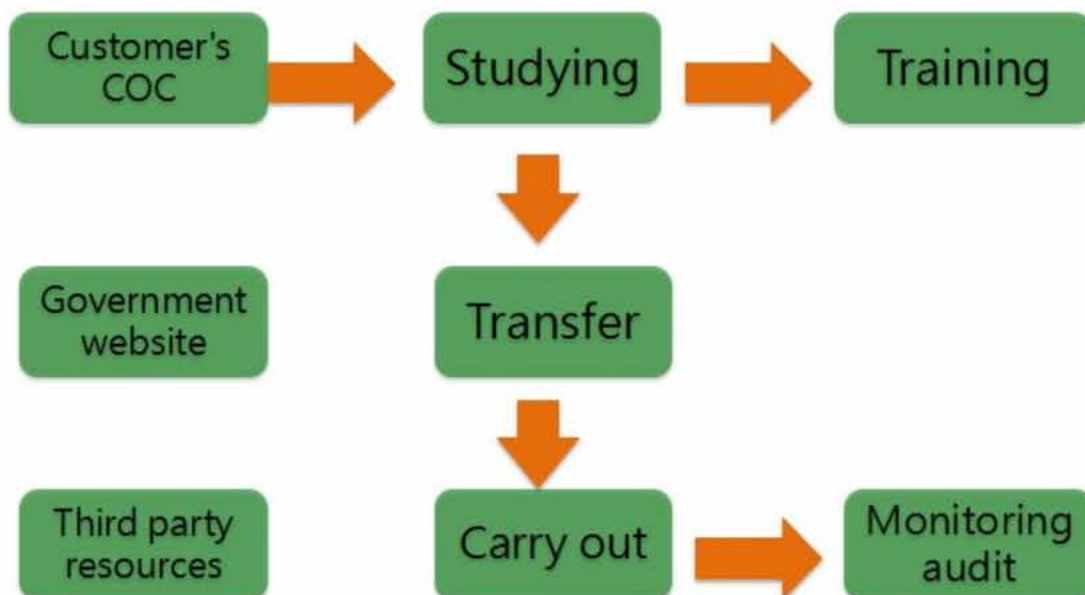 Customer's
COC
Studying
Training
Government
website
Transfer
Third party
resources
Carry out
Monitoring
audit